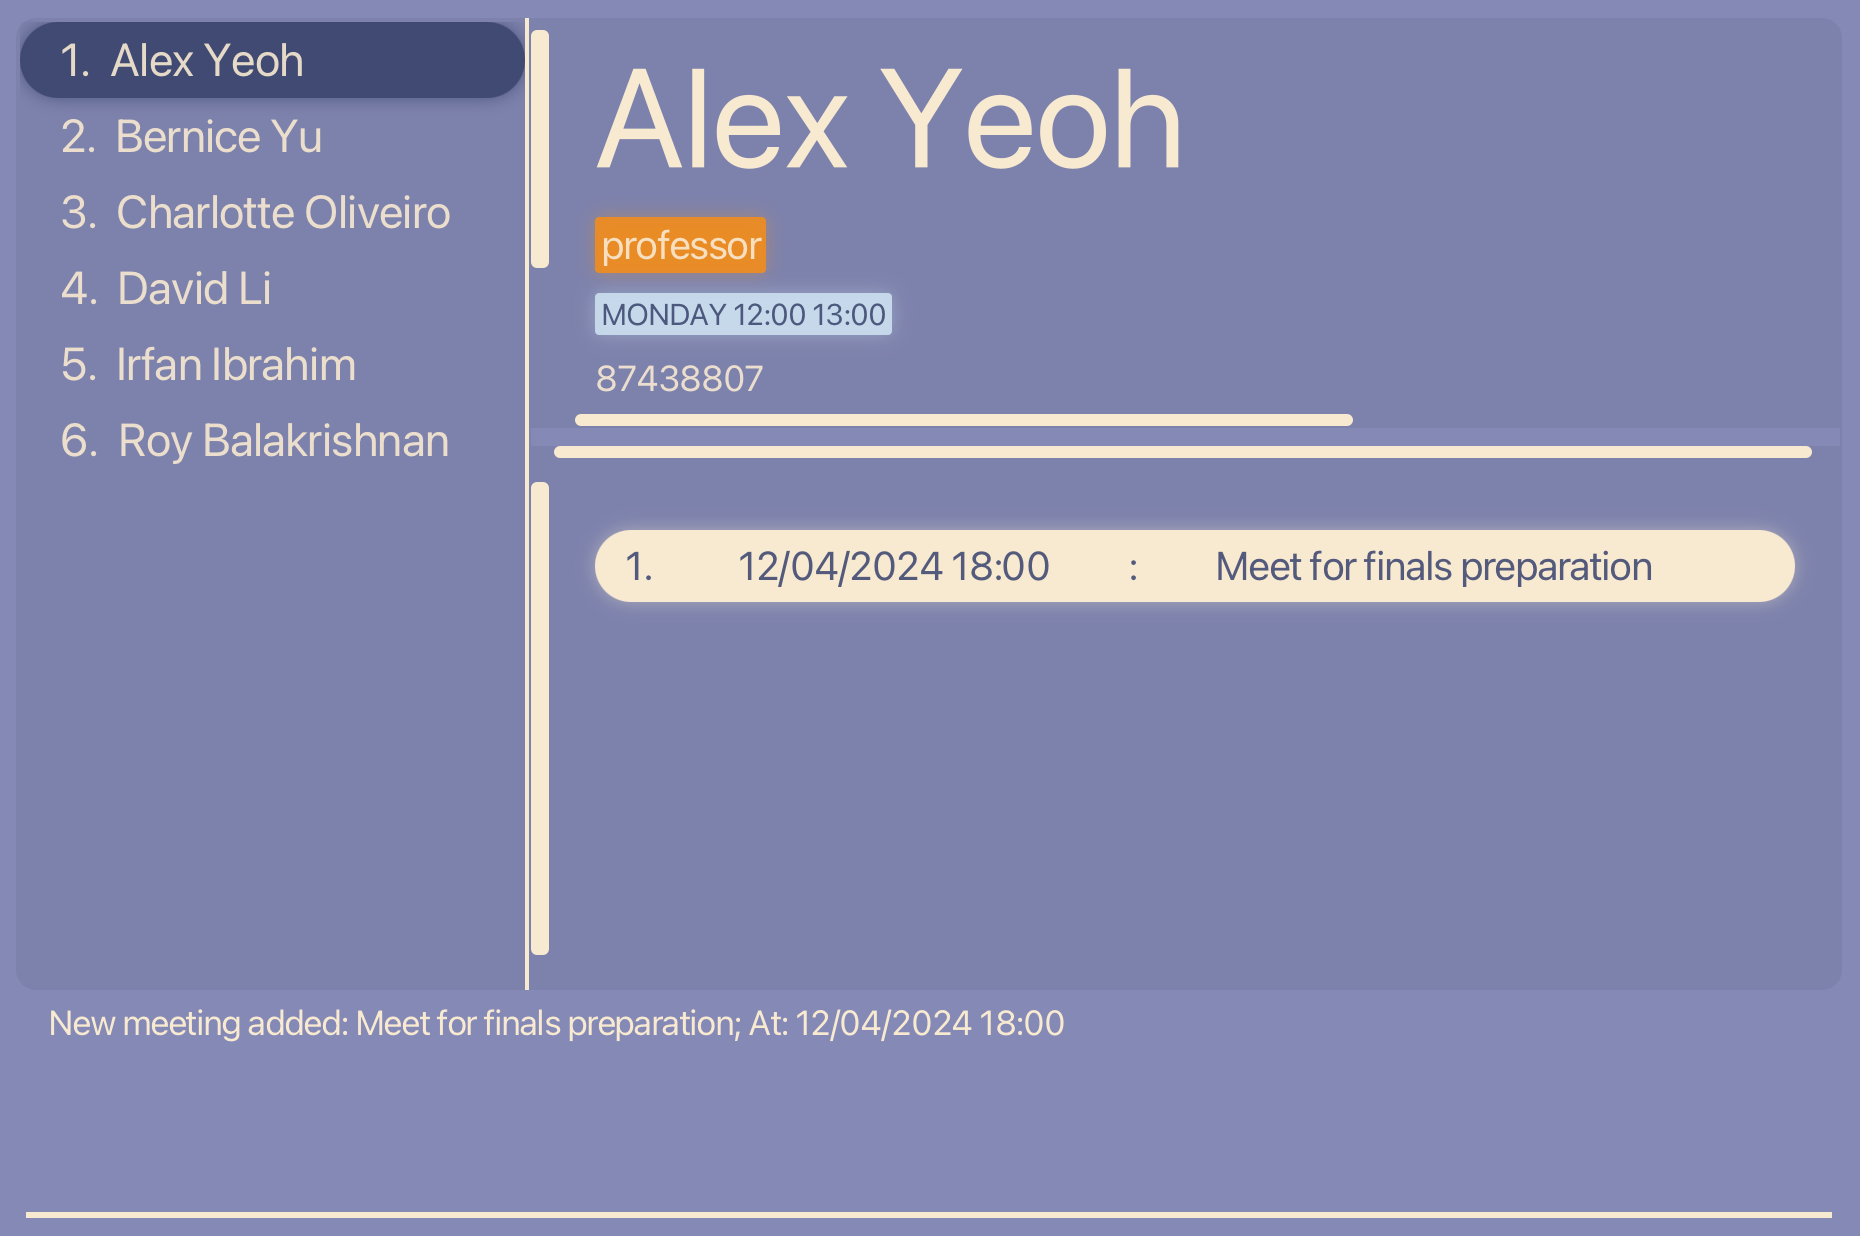 1. Alex Yeoh
2. Bernice Yu
3. Charlotte Oliveiro
4. David Li
5. Irfan Ibrahim
6. Roy Balakrishnan
Alex Yeoh
professor
MONDAY 12:00 13:00
87438807
1. 12/04/2024 18:00 : Meet for finals preparation
New meeting added: Meet for finals preparation; At: 12/04/2024 18:00